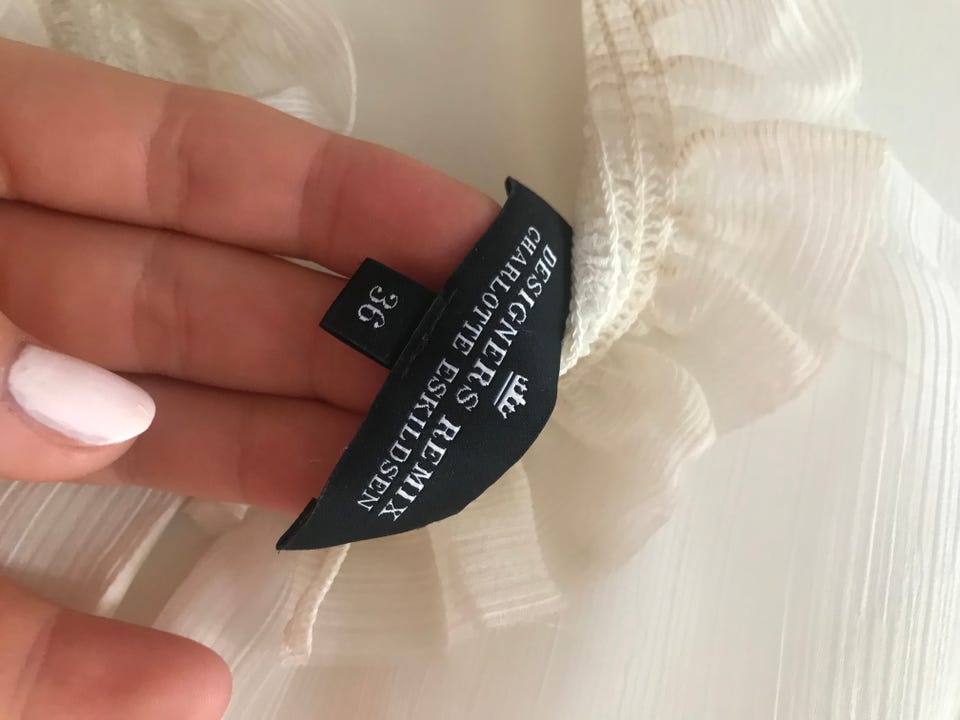 DESIGNERS REMIX
CHARLOTTE ESKILDSEN
36